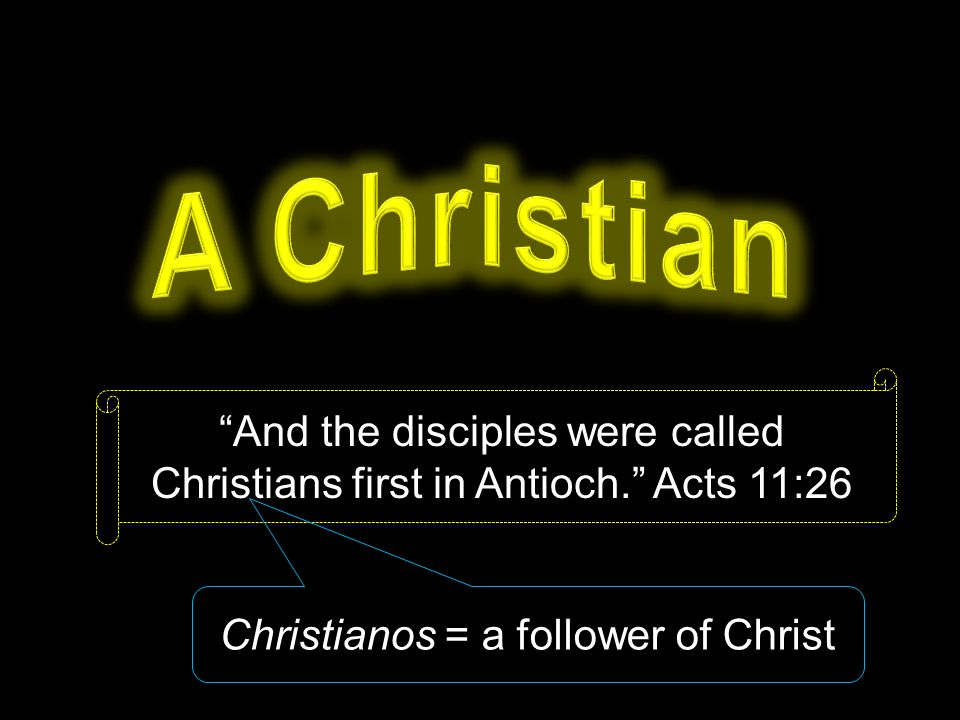 A Christian
“And the disciples were called
Christians first in Antioch.” Acts 11:26
Christianos = a follower of Christ